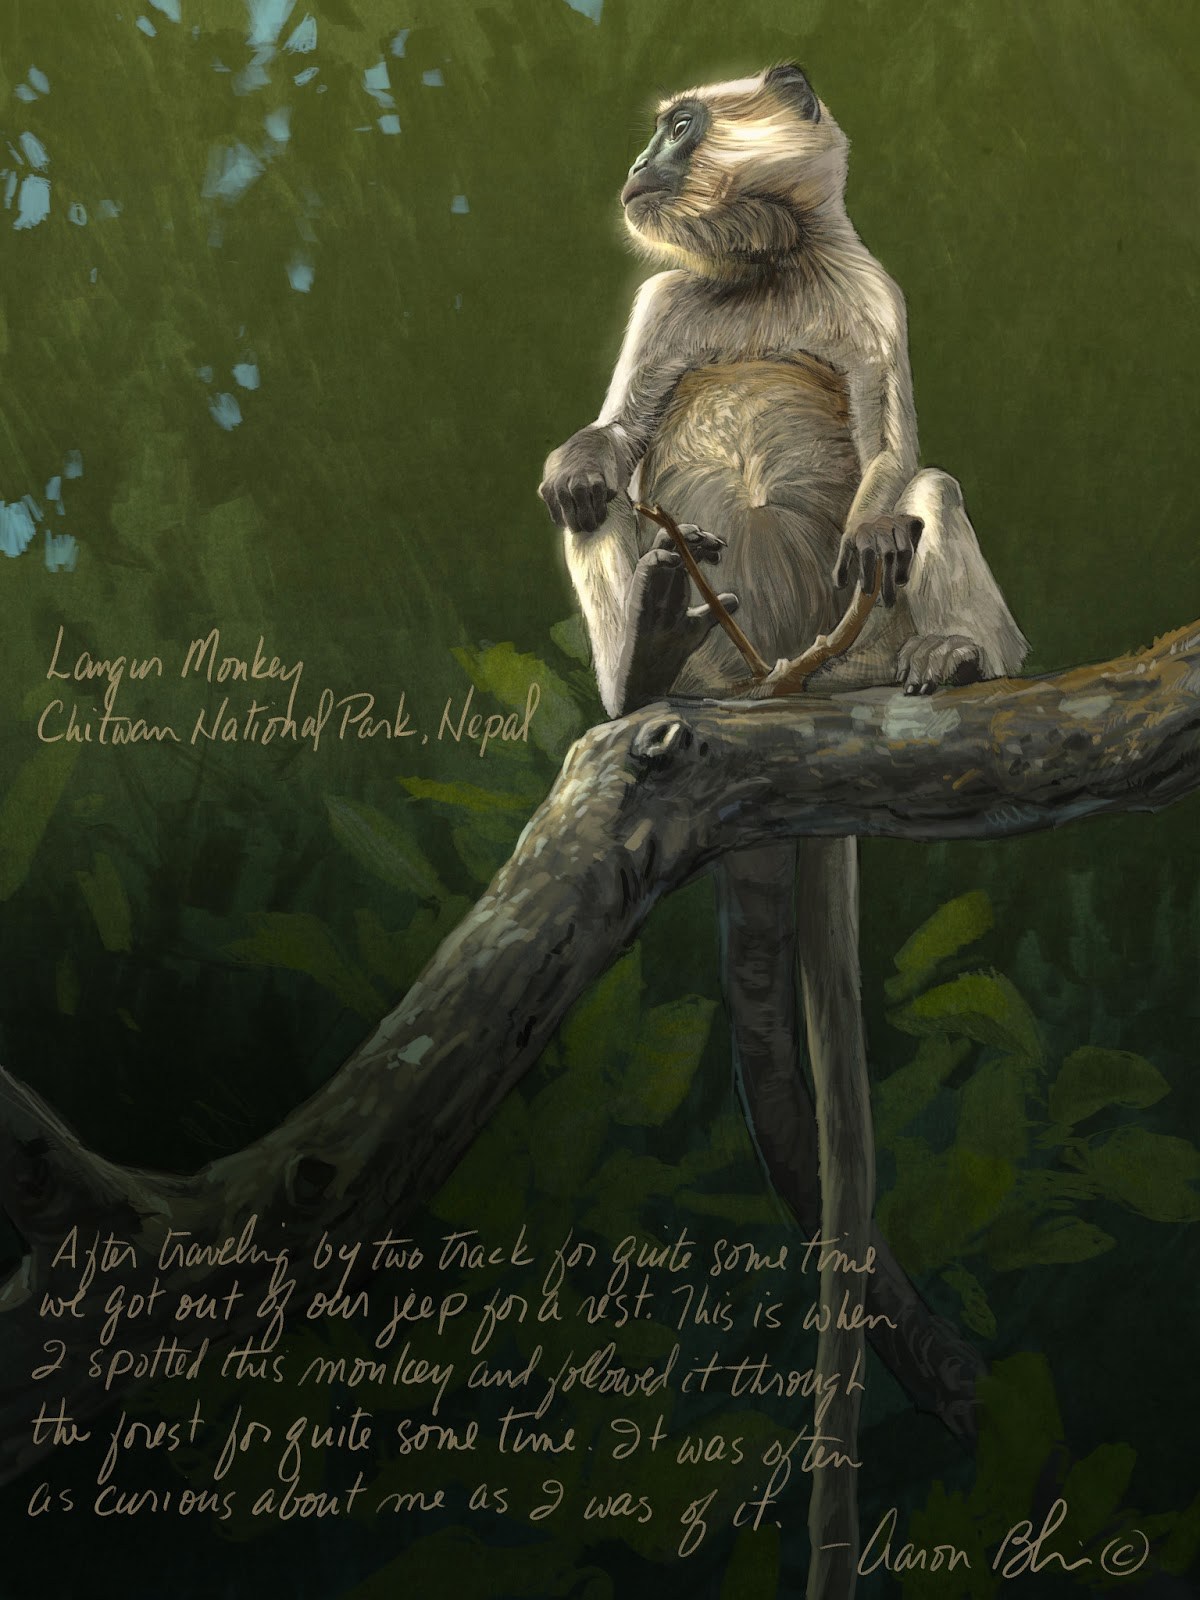 Langur Monkey
Chitwan National Park, Nepal
After traveling by two track for quite some time
we got out of our jeep for a rest. This is when
I spotted this monkey and followed it through
the forest for quite some time. It was often
as curious about me as I was of it.
- Aaron ©